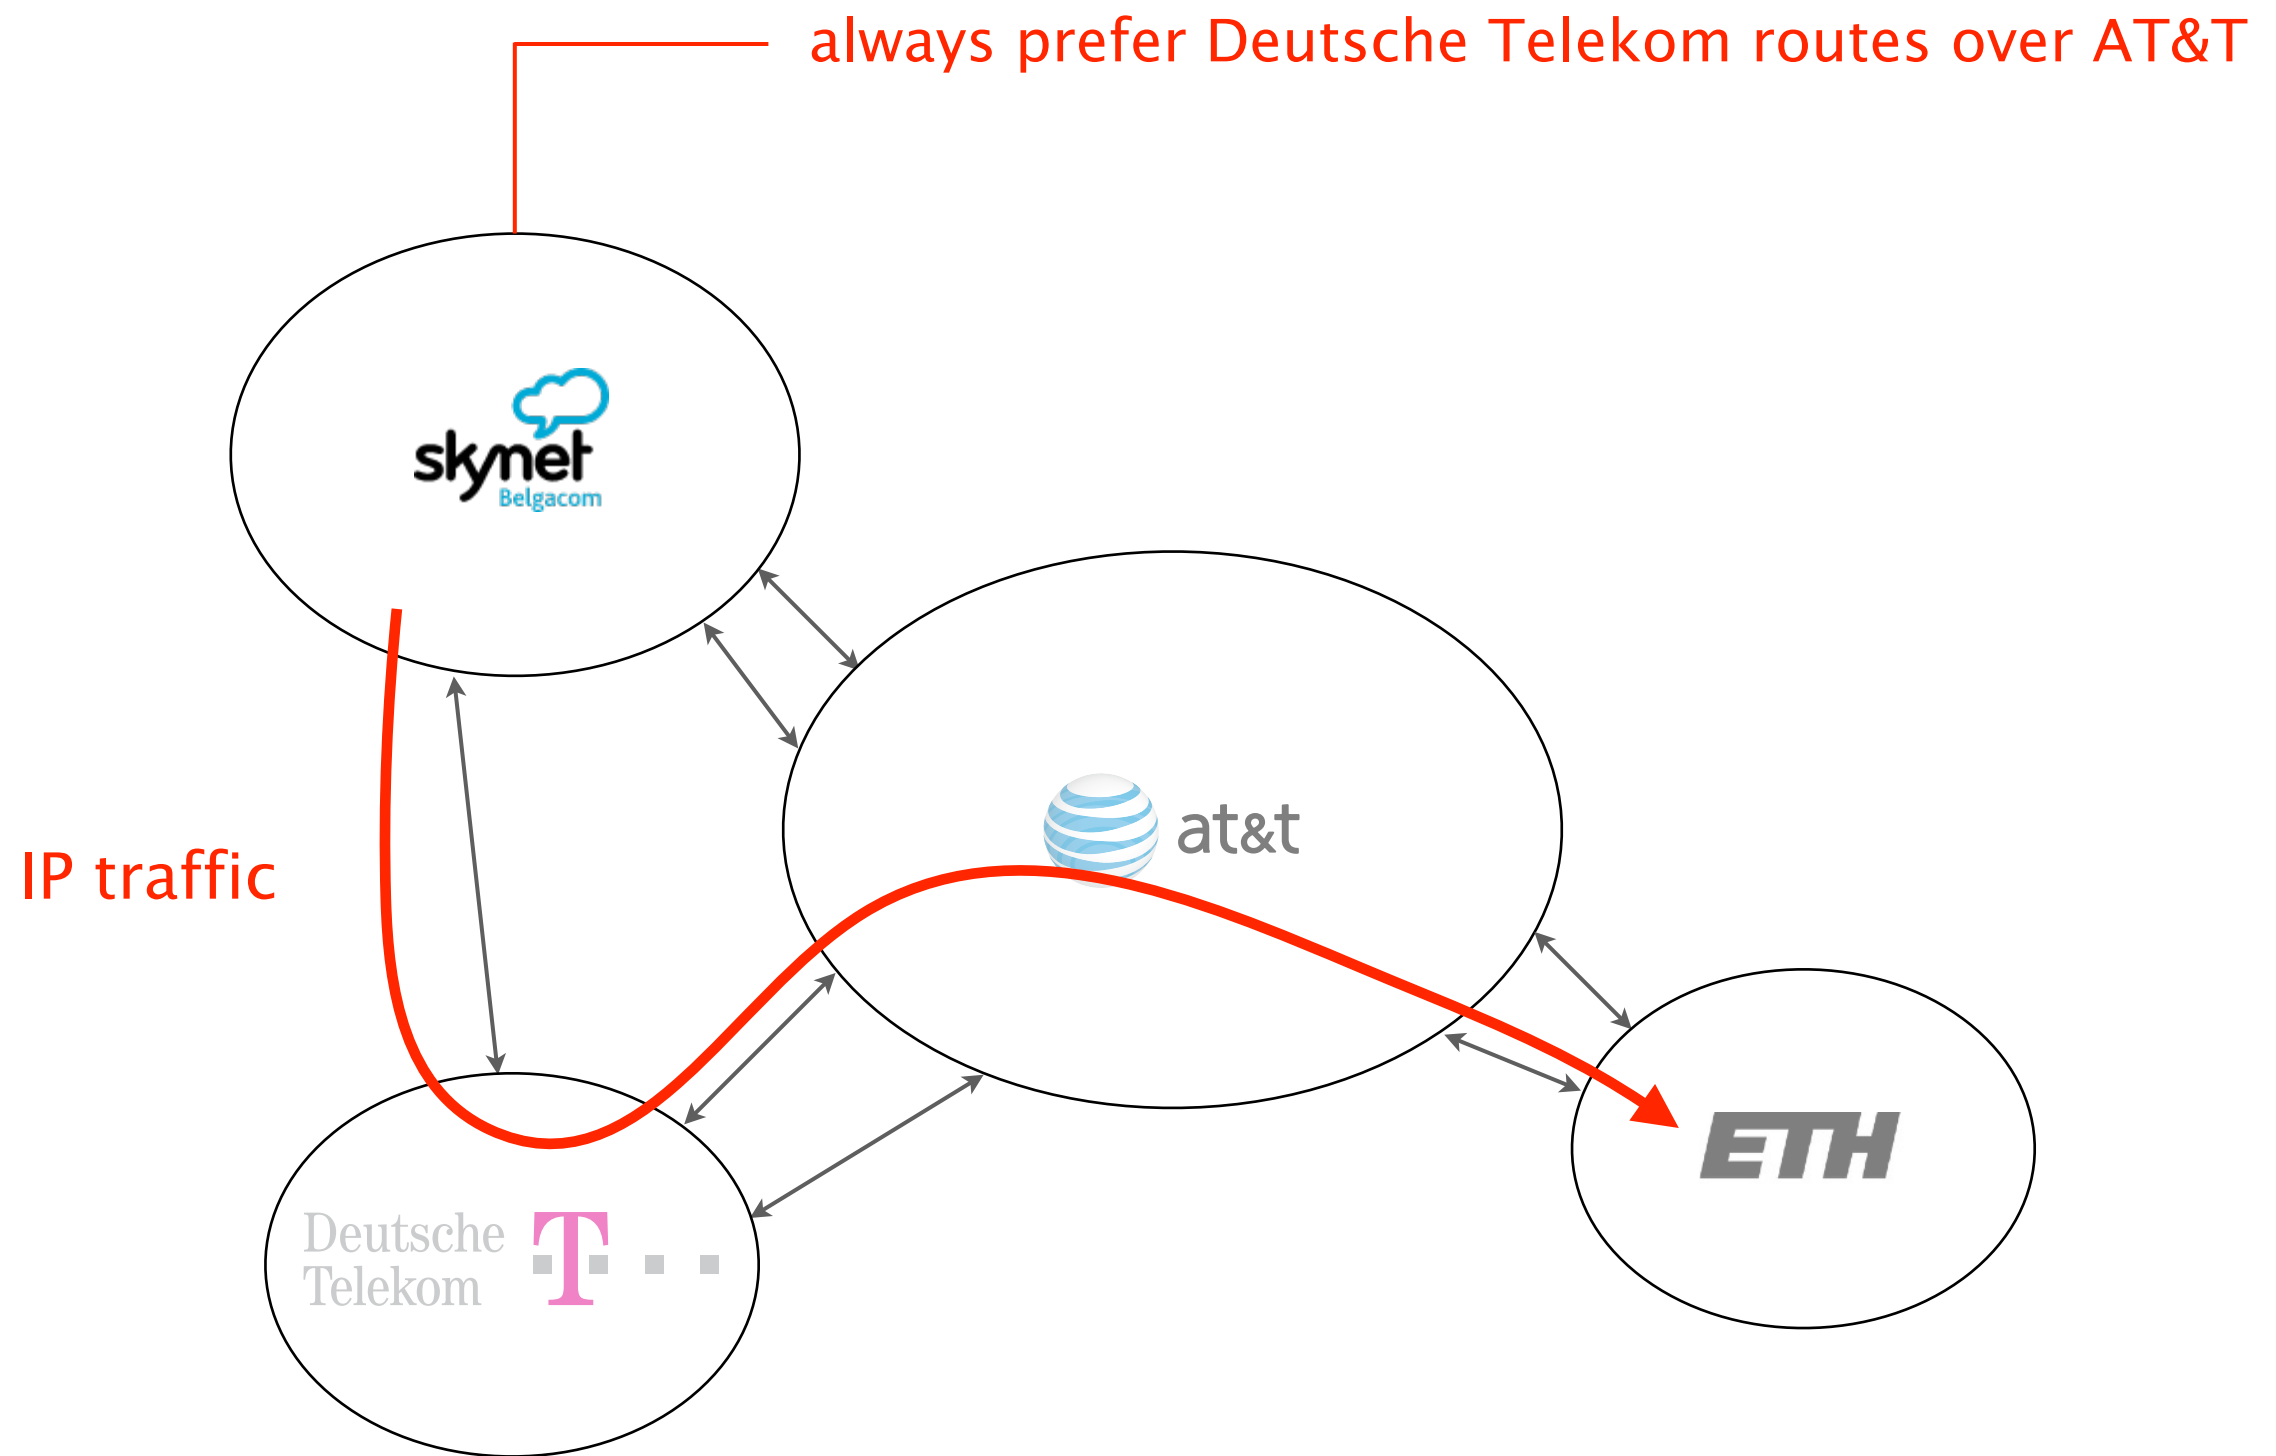 always prefer Deutsche Telekom routes over AT&T
skynet
Belgacom
at&t
IP traffic
ETH
Deutsche
Telekom
T